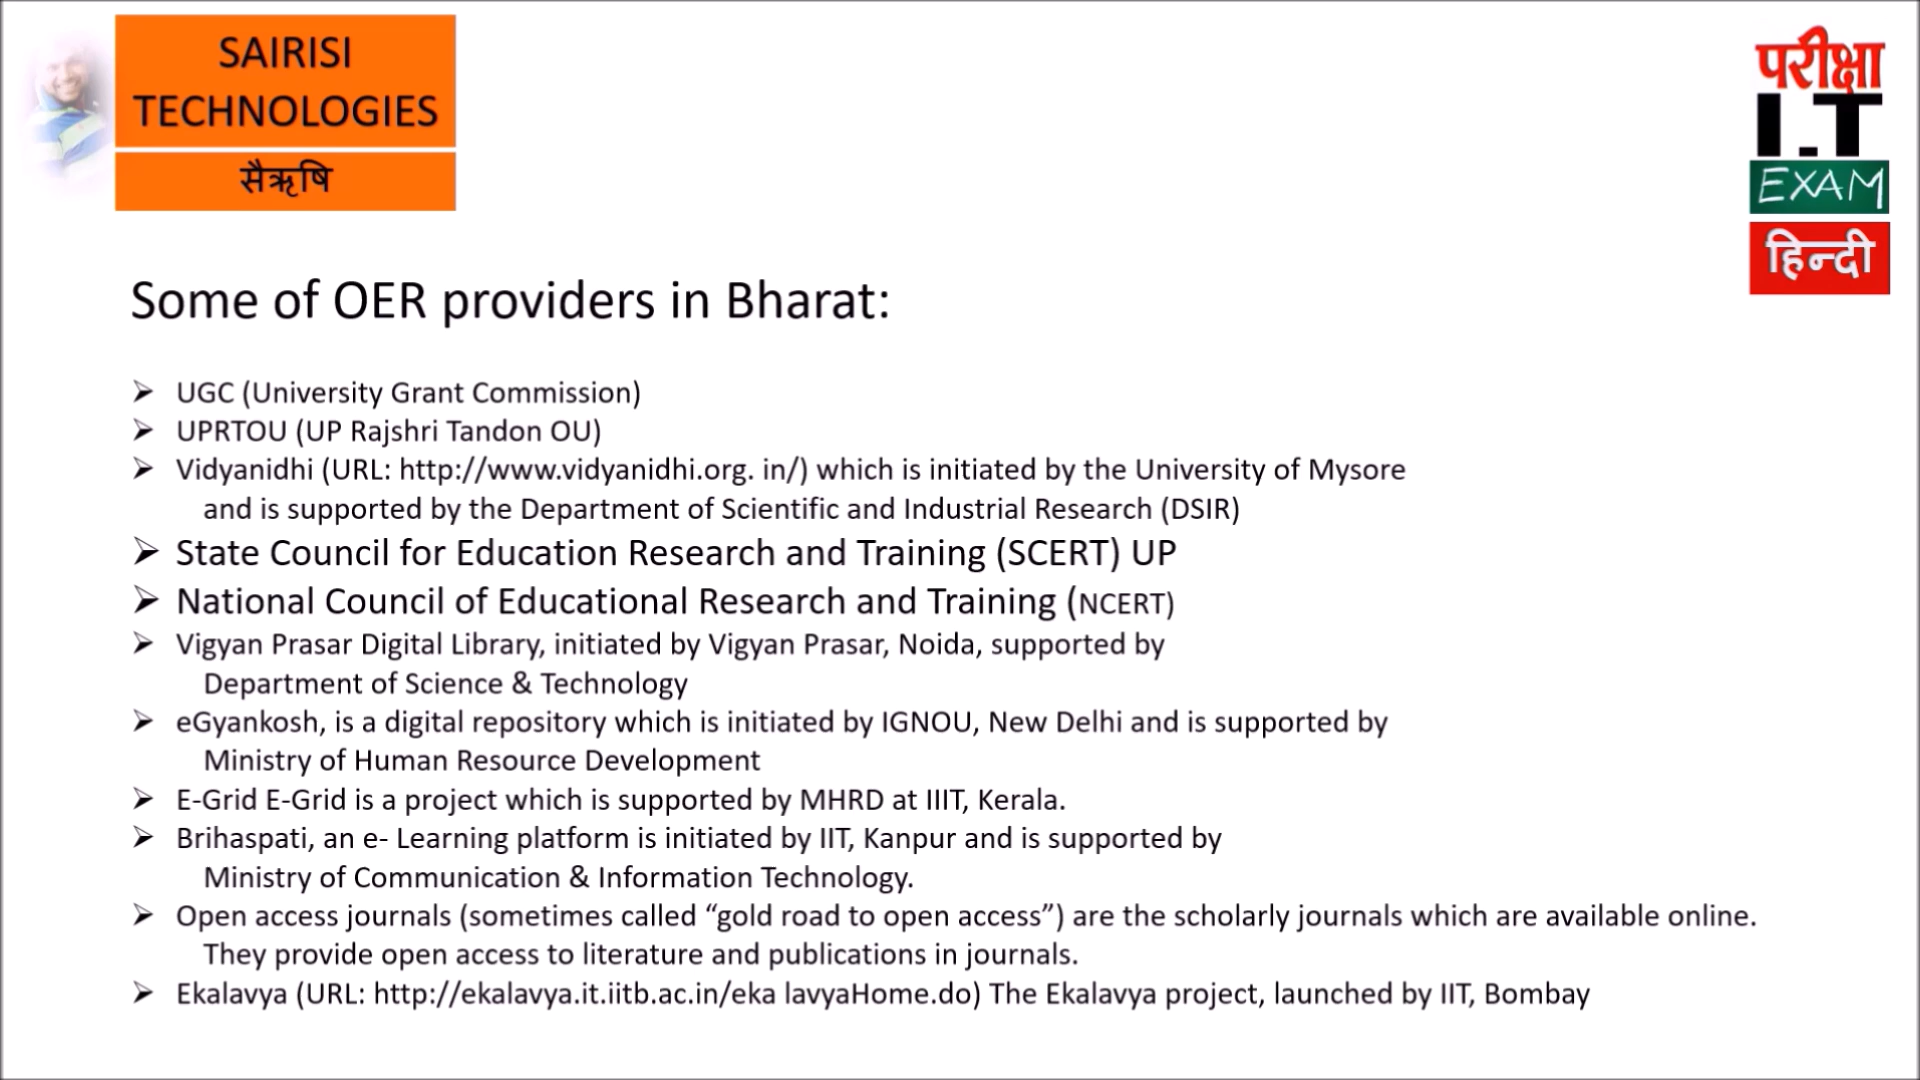 SAIRISI
TECHNOLOGIES
सैऋषि
परीक्षा
I.T
EXAM
हिन्दी
Some of OER providers in Bharat:
➢ UGC (University Grant Commission)
➢ UPRTOU (UP Rajshri Tandon OU)
➢ Vidyanidhi (URL: http://www.vidyanidhi.org. in/) which is initiated by the University of Mysore
and is supported by the Department of Scientific and Industrial Research (DSIR)
➢ State Council for Education Research and Training (SCERT) UP
➢ National Council of Educational Research and Training (NCERT)
➢ Vigyan Prasar Digital Library, initiated by Vigyan Prasar, Noida, supported by
Department of Science & Technology
➢ eGyankosh, is a digital repository which is initiated by IGNOU, New Delhi and is supported by
Ministry of Human Resource Development
➢ E-Grid E-Grid is a project which is supported by MHRD at IIIT, Kerala.
➢ Brihaspati, an e- Learning platform is initiated by IIT, Kanpur and is supported by
Ministry of Communication & Information Technology.
➢ Open access journals (sometimes called “gold road to open access”) are the scholarly journals which are available online.
They provide open access to literature and publications in journals.
➢ Ekalavya (URL: http://ekalavya.it.iitb.ac.in/eka lavyaHome.do) The Ekalavya project, launched by IIT, Bombay